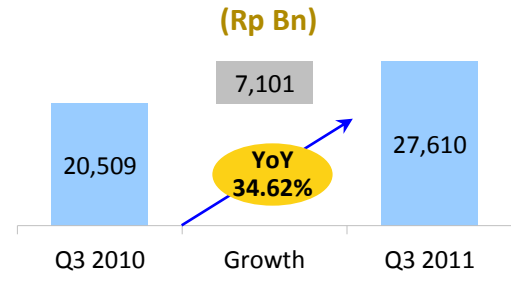 (Rp Bn)
7,101
20,509
YoY
34.62%
27,610
Q3 2010
Growth
Q3 2011